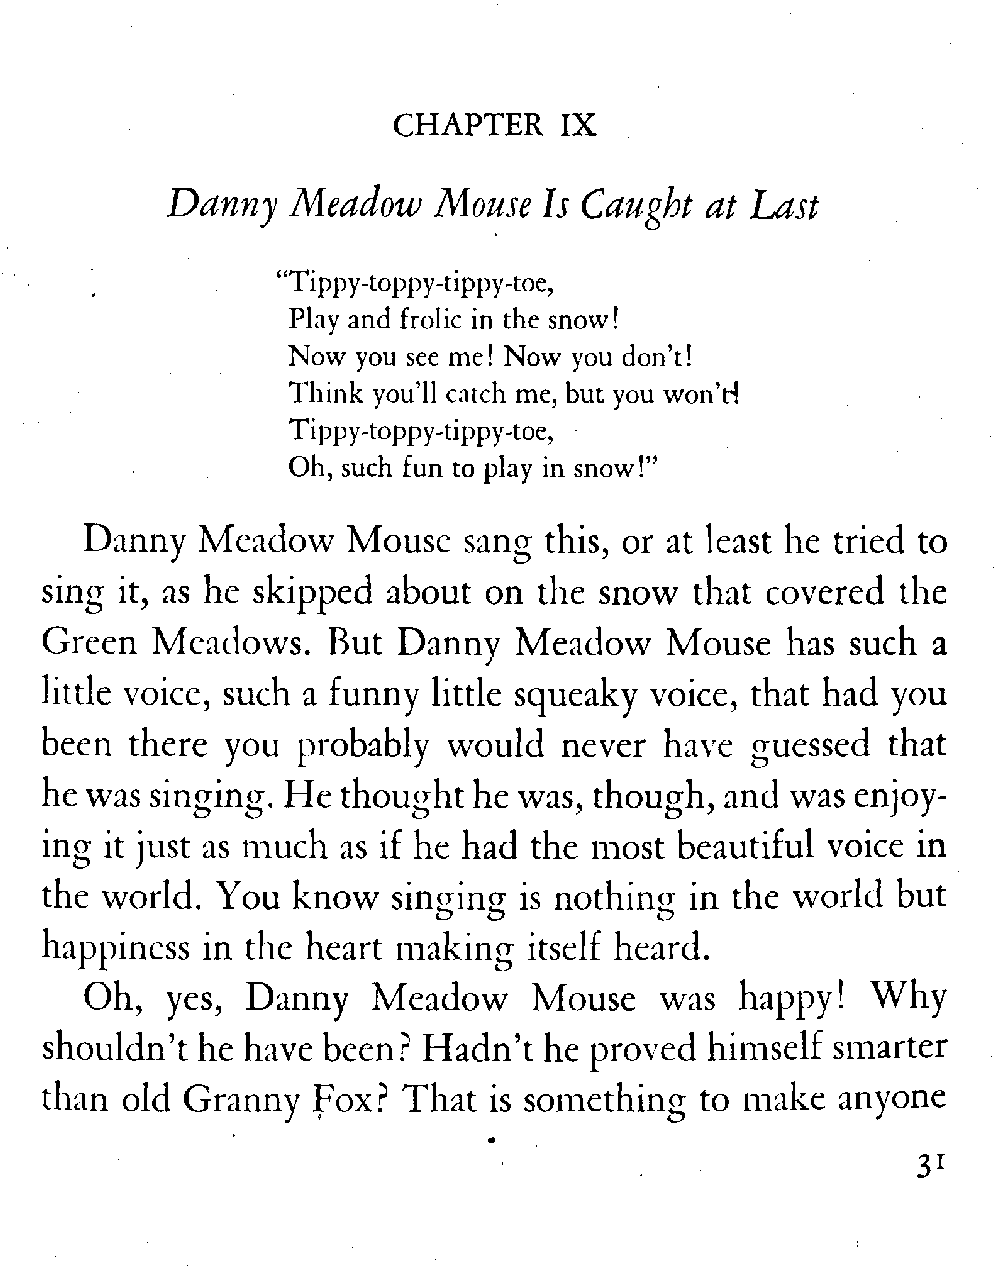 CHAPTER IX
Danny Meadow Mouse Is Caught at Last
“Tippy-toppy-tippy-toe,
Play and frolic in the snow!
Now you see me! Now you don’t!
Think you’ll catch me, but you won’t!
Tippy-toppy-tippy-toe,
Oh, such fun to play in snow!”
Danny Meadow Mouse sang this, or at least he tried to
sing it, as he skipped about on the snow that covered the
Green Meadows. But Danny Meadow Mouse has such a
little voice, such a funny little squeaky voice, that had you
been there you probably would never have guessed that
he was singing. He thought he was, though, and was enjoy-
ing it just as much as if he had the most beautiful voice in
the world. You know singing is nothing in the world but
happiness in the heart making itself heard.
Oh, yes, Danny Meadow Mouse was happy! Why
shouldn’t he have been? Hadn’t he proved himself smarter
than old Granny Fox? That is something to make anyone
31